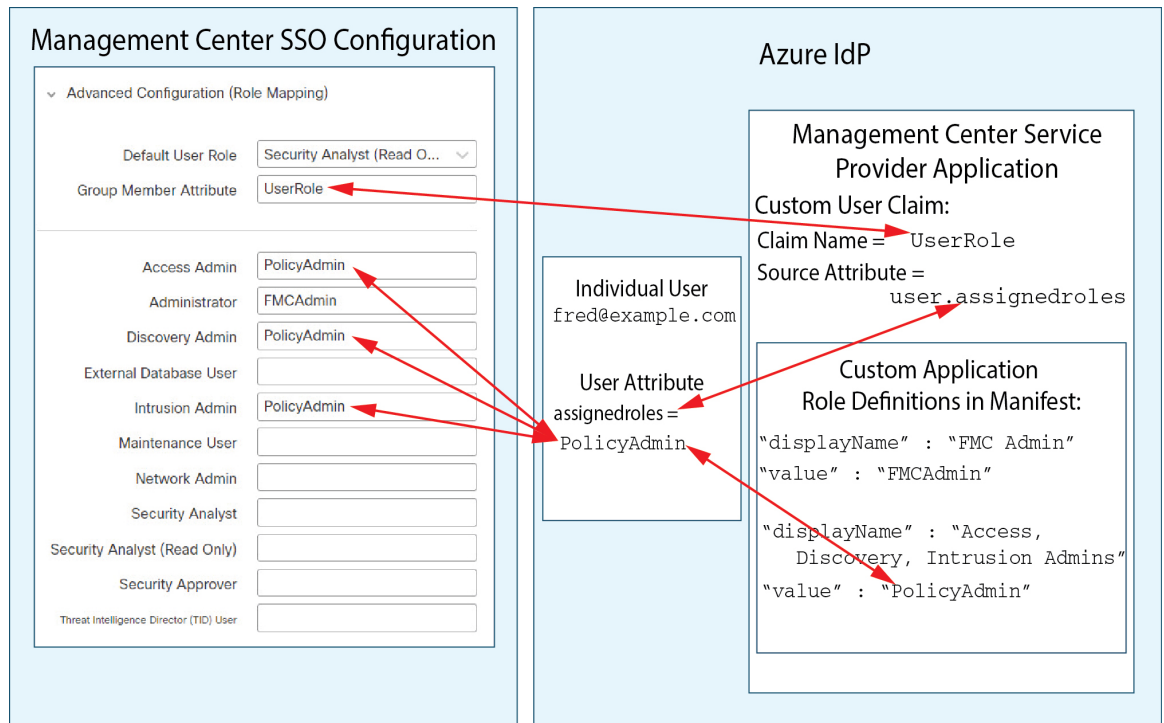 Management Center SSO Configuration
Advanced Configuration (Role Mapping)
Default User Role Security Analyst (Read O...
Group Member Attribute UserRole
Access Admin PolicyAdmin
Administrator FMCAdmin
Discovery Admin PolicyAdmin
External Database User
Intrusion Admin PolicyAdmin
Maintenance User
Network Admin
Security Analyst
Security Analyst (Read Only)
Security Approver
Threat Intelligence Director (TID) User
Azure IdP
Individual User
fred@example.com
User Attribute
assignedroles =
PolicyAdmin
Management Center Service
Provider Application
Custom User Claim:
Claim Name = UserRole
Source Attribute =
user.assignedroles
Custom Application
Role Definitions in Manifest:
“displayName” : “FMC Admin”
“value” : “FMCAdmin”
“displayName” : “Access,
Discovery, Intrusion Admins”
“value” : “PolicyAdmin”